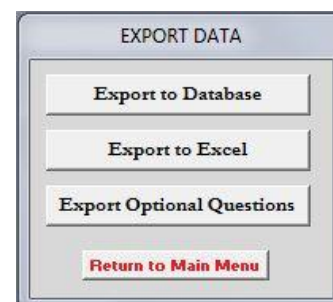 EXPORT DATA
Export to Database
Export to Excel
Export Optional Questions
Return to Main Menu